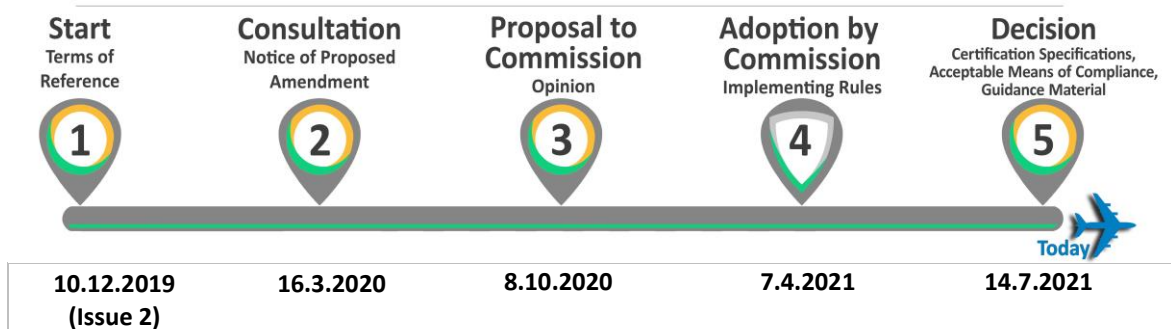 Start
Terms of
Reference
1
Consultation
Notice of Proposed
Amendment
2
Proposal to
Commission
Opinion
3
Adoption by
Commission
Implementing Rules
4
Decision
Certification Specifications,
Acceptable Means of Compliance,
Guidance Material
5
Today
10.12.2019
(Issue 2)
16.3.2020
8.10.2020
7.4.2021
14.7.2021